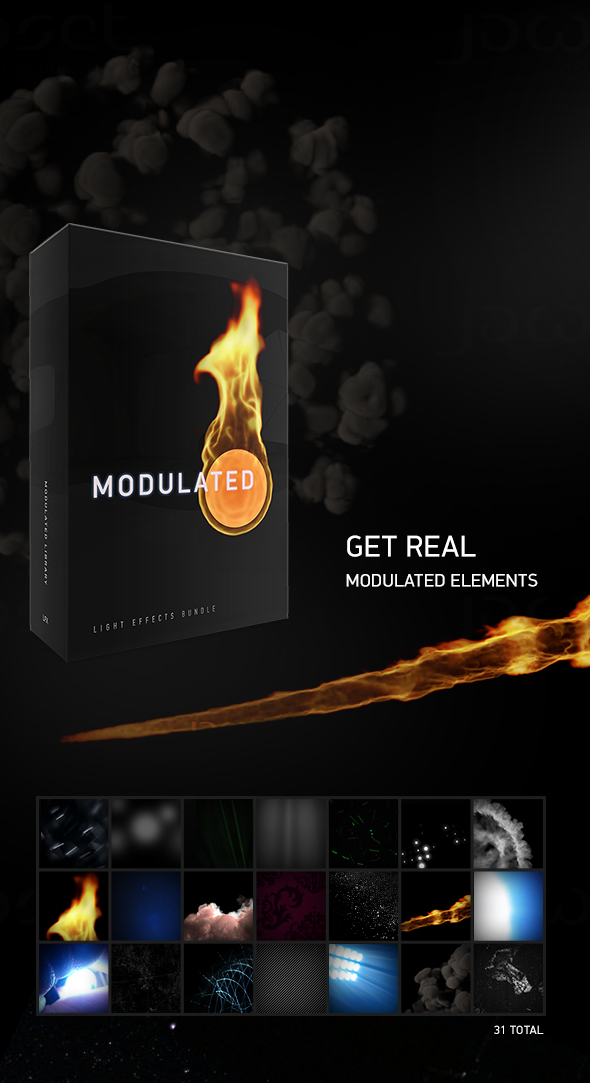 MODULATED
MODULATED LIBRARY
LIGHT EFFECTS BUNDLE
GET REAL
MODULATED ELEMENTS
31 TOTAL